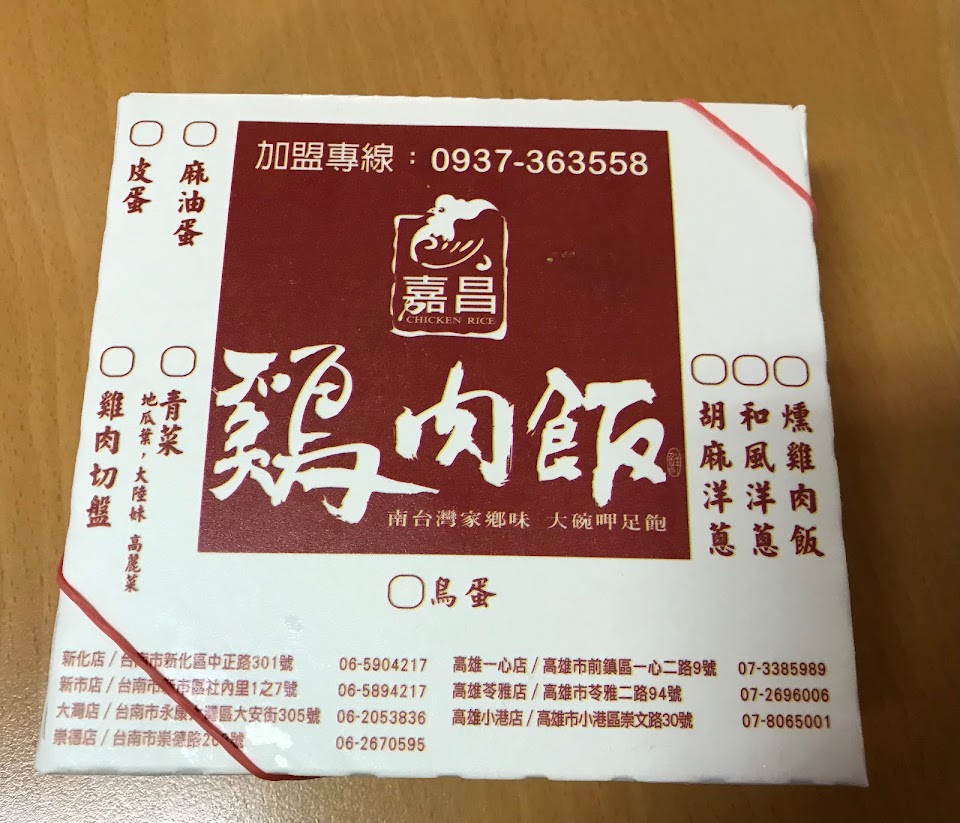 加盟專線：0937-363558
嘉昌
CHICKEN RICE
鷄肉飯
南台灣家鄉味 大碗呷足飽
皮蛋
麻油蛋
雞肉切盤
青菜
地瓜葉，大陸妹 高麗菜
胡麻洋蔥
和風洋蔥
燻雞肉飯
鳥蛋
新化店/台南市新化區中正路301號 06-5904217
新市店/台南市新市區社內里1之7號 06-5894217
大灣店/台南市永康大灣區大安街305號 06-2053836
崇德店/台南市崇德路2 號 06-2670595
高雄一心店/高雄市前鎮區一心二路9號 07-3385989
高雄苓雅店/高雄市苓雅二路94號 07-2696006
高雄小港店/高雄市小港區崇文路30號 07-8065001